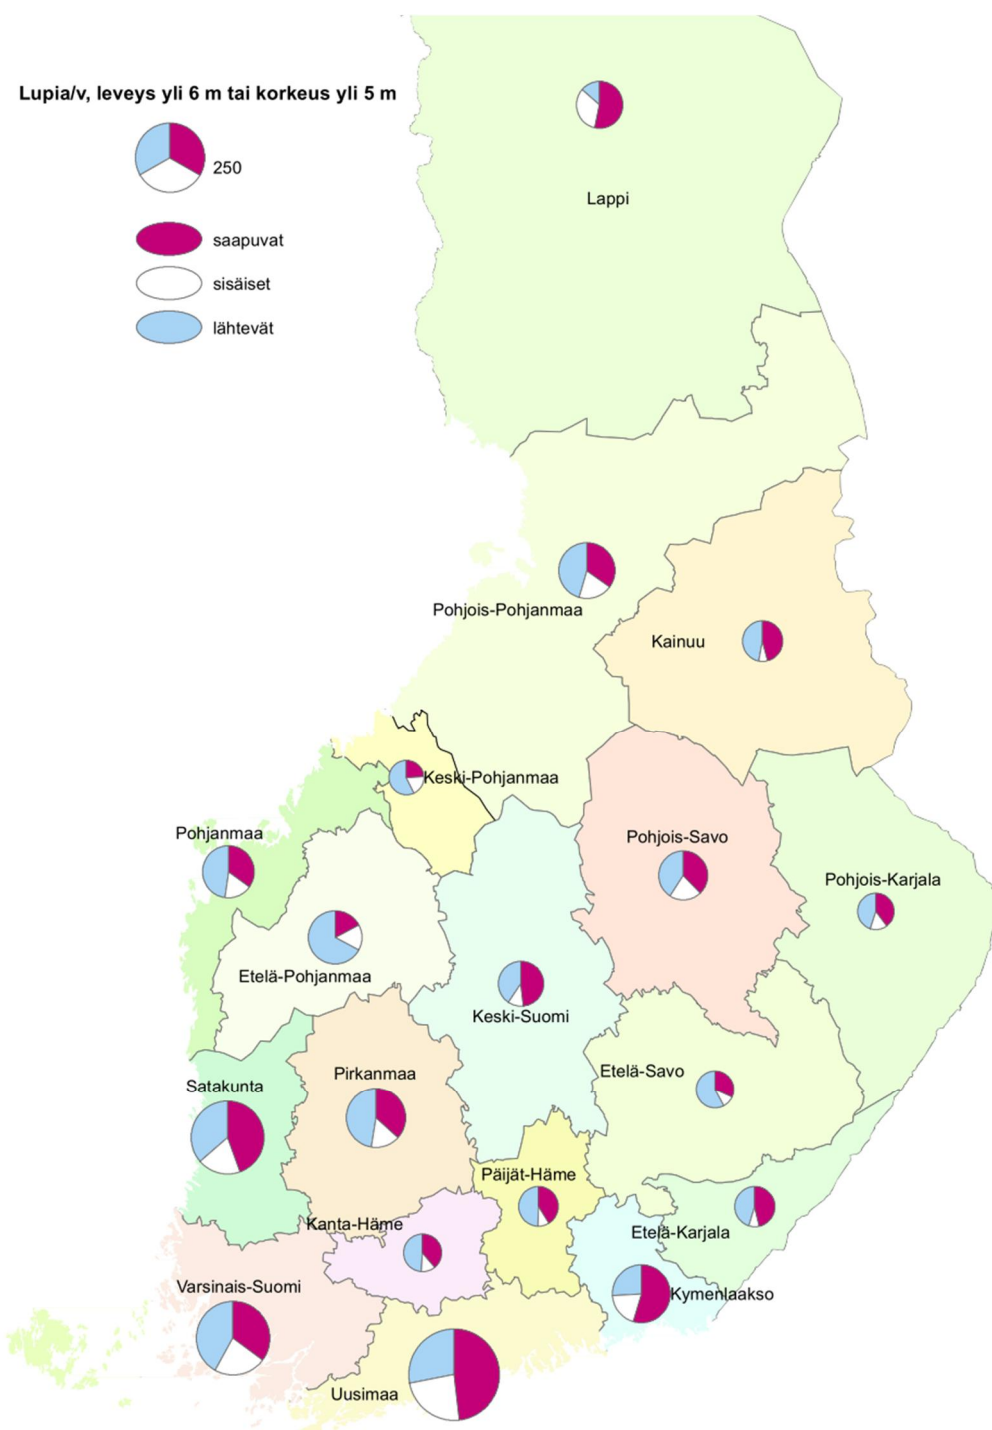 Lupia/v, leveys yli 6 m tai korkeus yli 5 m
250
saapuvat
sisäiset
lähtevät
Lappi
Pohjois-Pohjanmaa
Kainuu
Keski-Pohjanmaa
Pohjanmaa
Pohjois-Savo
Pohjois-Karjala
Etelä-Pohjanmaa
Keski-Suomi
Etelä-Savo
Pirkanmaa
Satakunta
Päijät-Häme
Kanta-Häme
Etelä-Karjala
Varsinais-Suomi
Kymenlaakso
Uusimaa